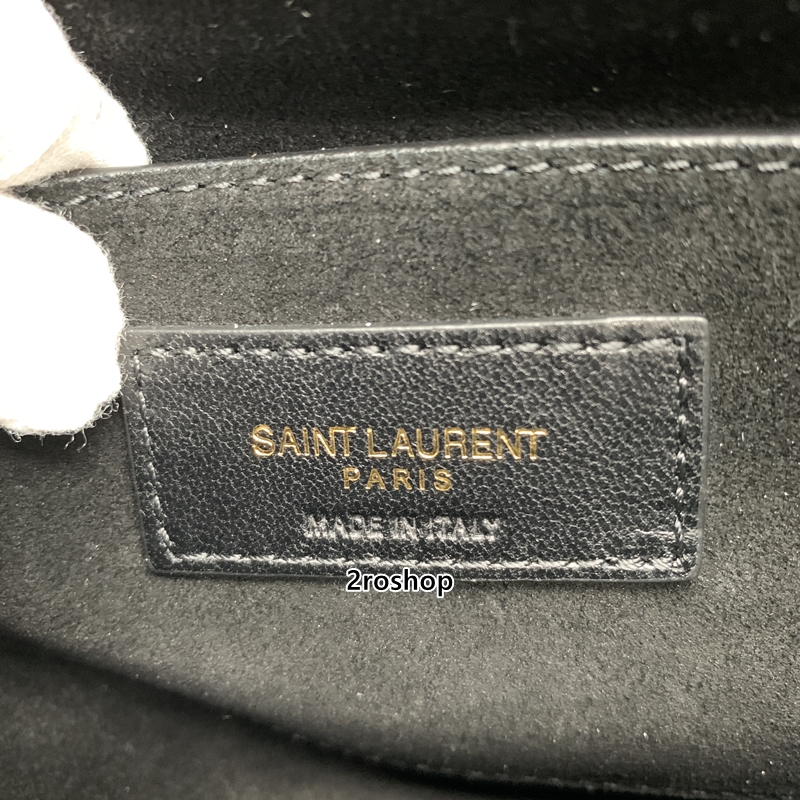 SAINT LAURENT
PARIS
MADE IN ITALY
2roshop